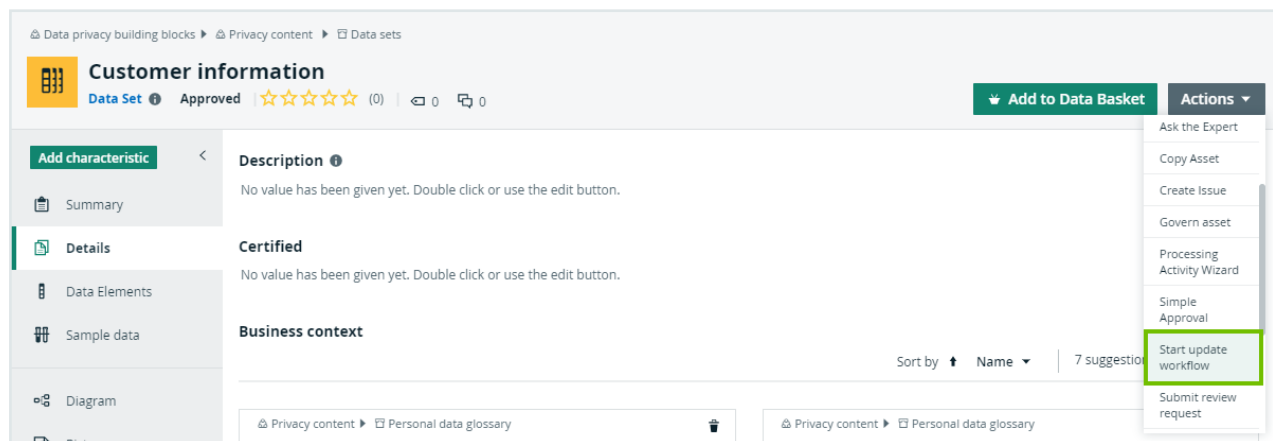 Data privacy building blocks Privacy content Data sets
Customer information
Data Set Approved (0) 0 0
Add to Data Basket Actions
Ask the Expert
Copy Asset
Create Issue
Govern asset
Processing
Activity Wizard
Simple
Approval
Start update
workflow
Submit review
request
Add characteristic
Summary
Details
Data Elements
Sample data
Diagram
Description
No value has been given yet. Double click or use the edit button.
Certified
No value has been given yet. Double click or use the edit button.
Business context
Sort by Name 7 suggestion
Privacy content Personal data glossary
Privacy content Personal data glossary